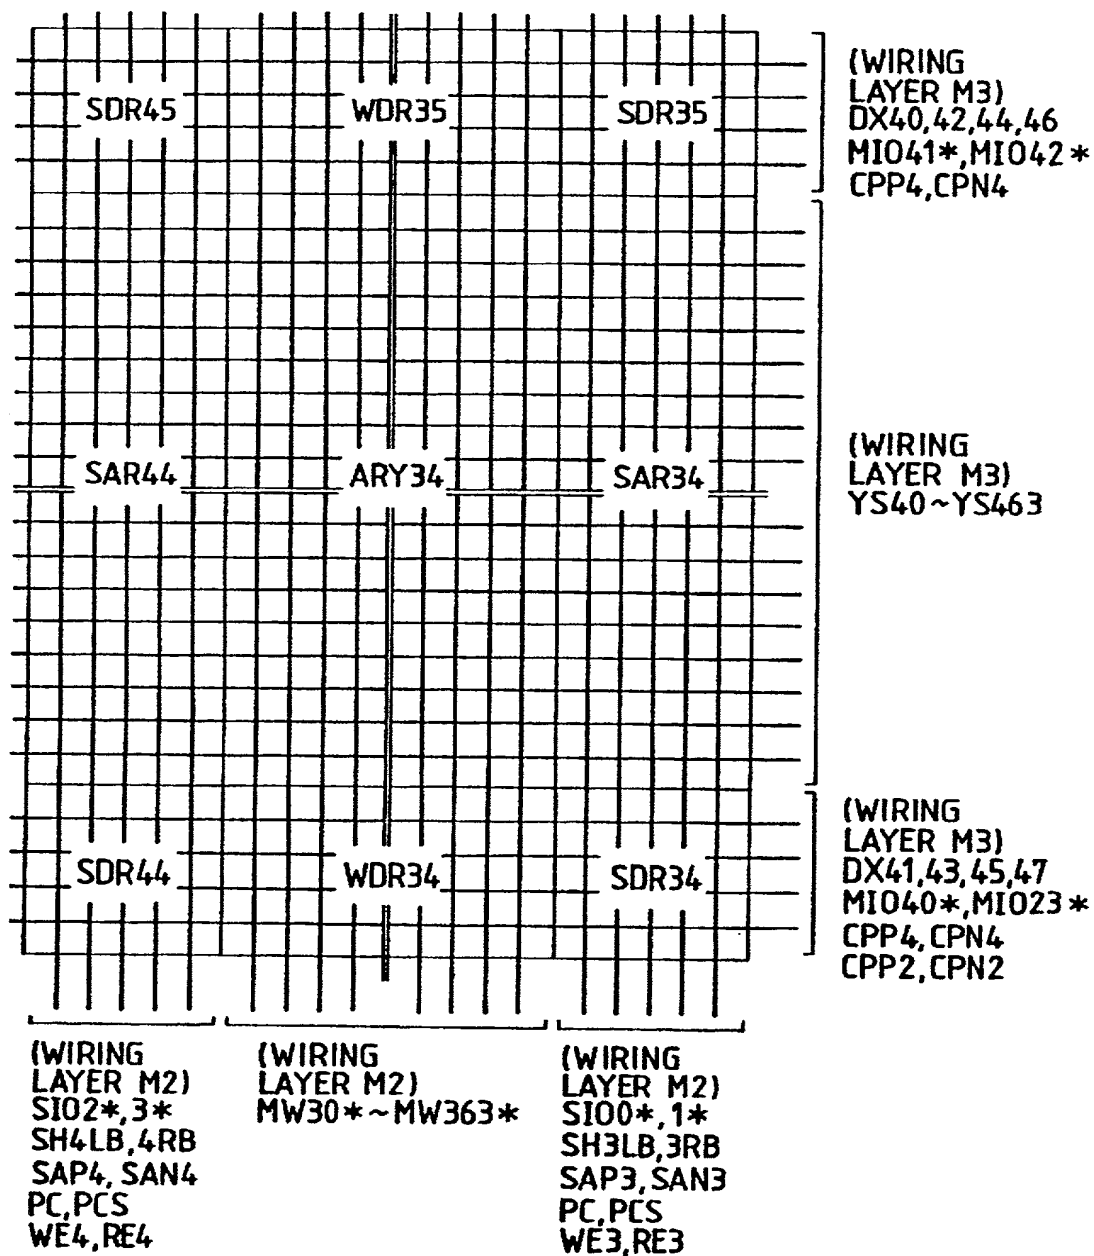 SDR45
WDR35
SDR35
(WIRING
LAYER M3)
DX40,42,44,46
MIO41*,MIO42*
CPP4,CPN4
SAR44
ARY34
SAR34
(WIRING
LAYER M3)
YS40~YS463
SDR44
WDR34
SDR34
(WIRING
LAYER M3)
DX41,43,45,47
MIO40*,MIO23*
CPP4,CPN4
CPP2,CPN2
(WIRING
LAYER M2)
SIO2*,3*
SH4LB,4RB
SAP4, SAN4
PC,PCS
WE4,RE4
(WIRING
LAYER M2)
MW30*~MW363*
(WIRING
LAYER M2)
SIO0*,1*
SH3LB,3RB
SAP3,SAN3
PC,PCS
WE3,RE3